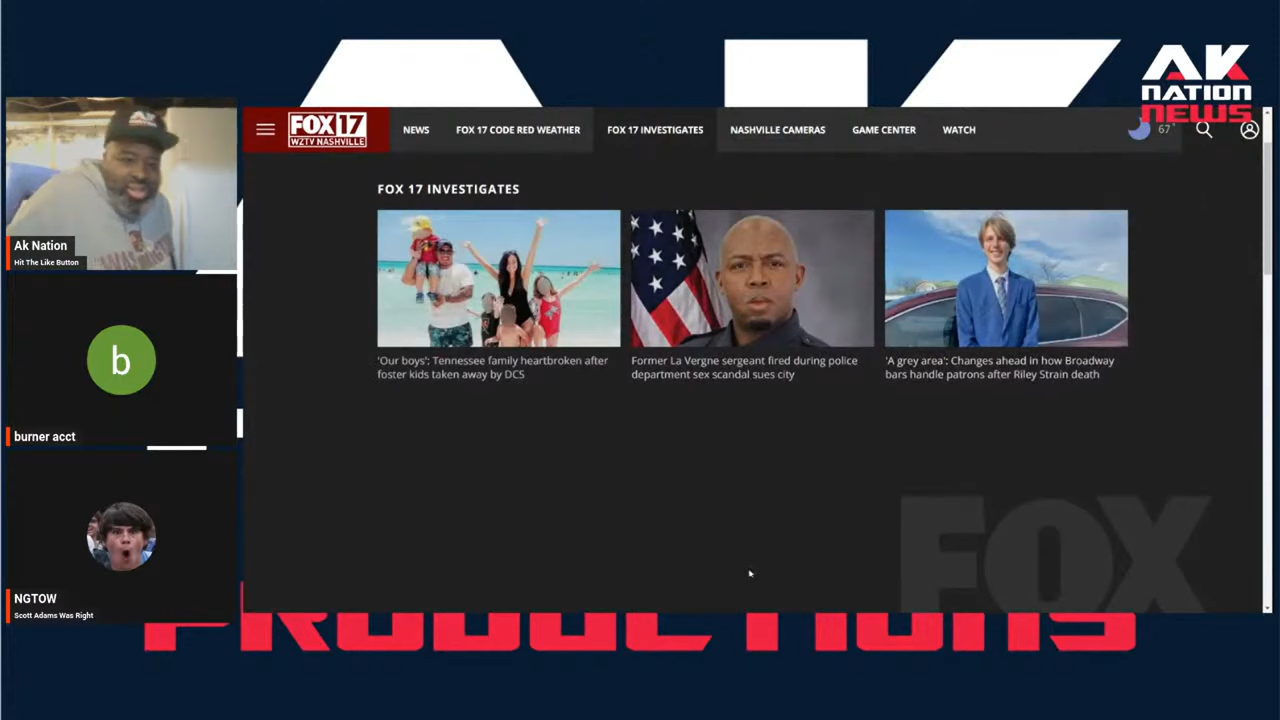 AK
NATION
NEWS
FOX 17
WZTV NASHVILLE
NEWS
FOX 17 CODE RED WEATHER
FOX 17 INVESTIGATES
NASHVILLE CAMERAS
GAME CENTER
WATCH
67°
FOX 17 INVESTIGATES
'Our boys': Tennessee family heartbroken after
foster kids taken away by DCS
Former La Vergne sergeant fired during police
department sex scandal sues city
'A grey area': Changes ahead in how Broadway
bars handle patrons after Riley Strain death
Ak Nation
Hit The Like Button
b
burner acct
NGTOW
Scott Adams Was Right
FOX
PRODUCTIONS